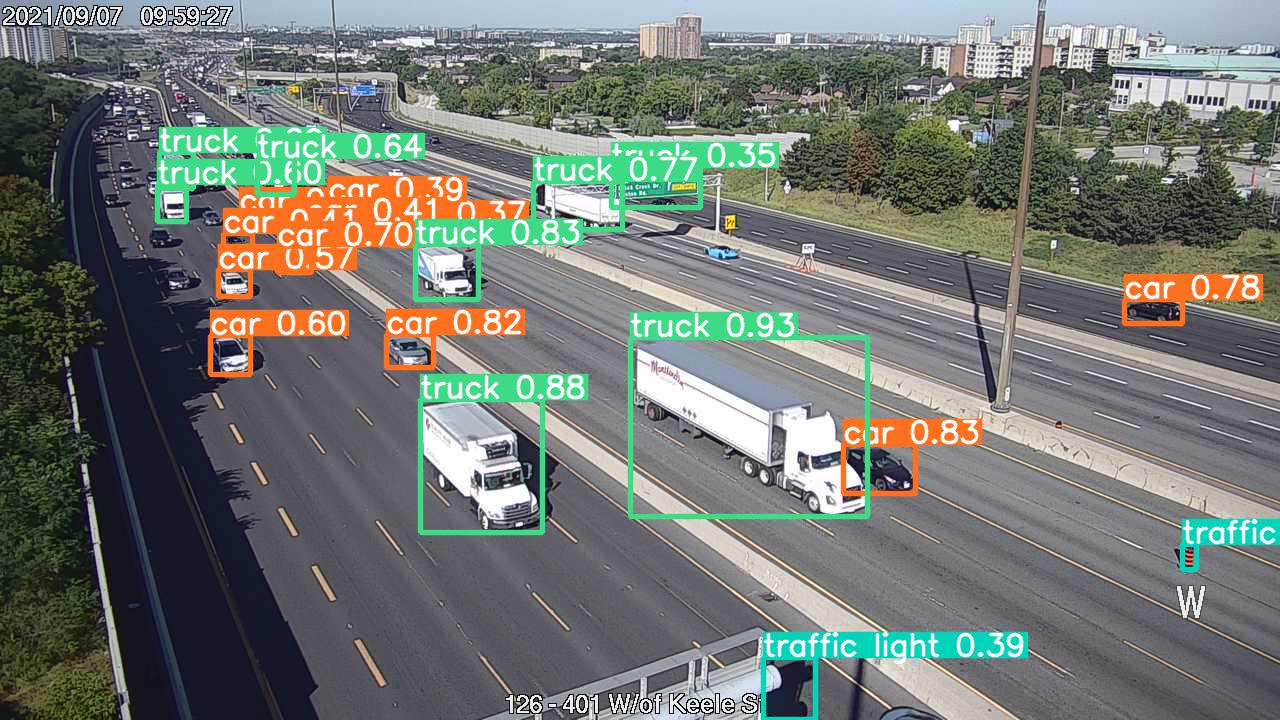 2021/09/07 09:59:27
truck
truck 0.64
truck 0.60
truck 0.35
truck 0.77
car 0.39
car 0.41
0.37
car 0.70
truck 0.83
car 0.57
car 0.78
car 0.60
car 0.82
truck 0.93
truck 0.88
car 0.83
traffic
W
traffic light 0.39
126 - 401 W/of Keele St